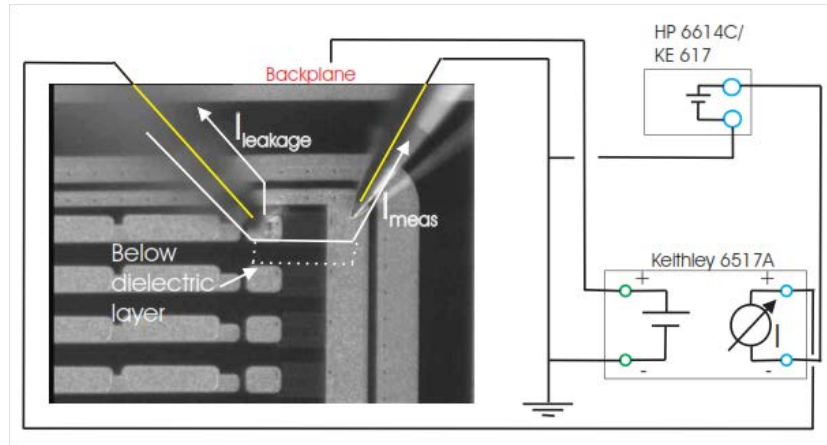 HP 6614C/
KE 617
Backplane
Ileakage
Imeas
Below
dielectric
layer
Keithley 6517A
+
+
I
-
-